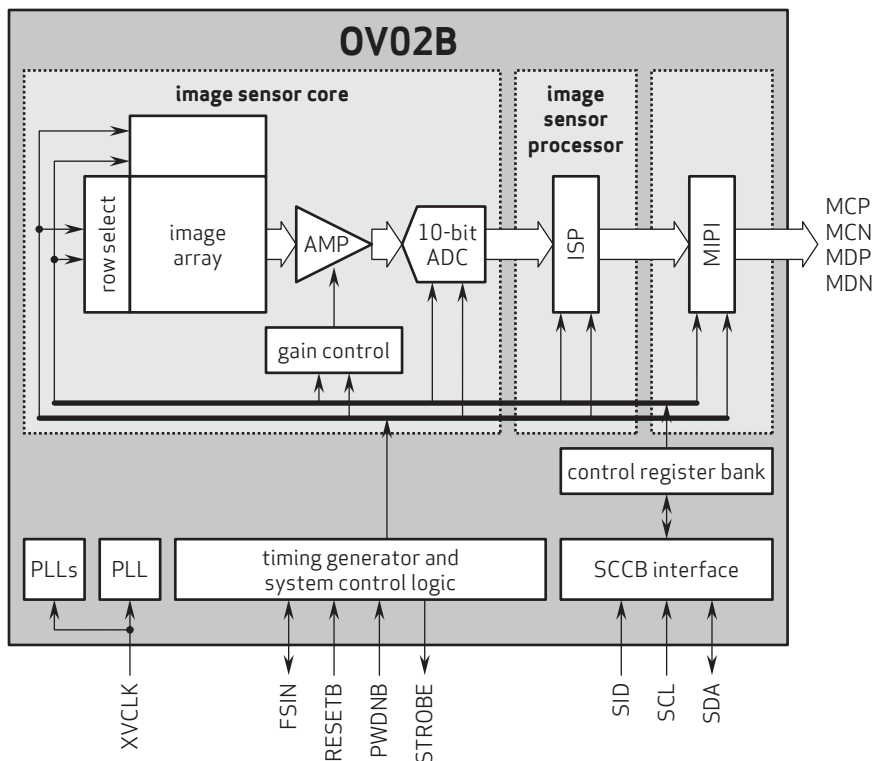 OV02B
image sensor core
image
sensor
processor
row select
image
array
AMP
10-bit
ADC
ISP
MIPI
MCP
MCN
MDP
MDN
gain control
control register bank
PLLs
PLL
timing generator and
system control logic
SCCB interface
XVCLK
FSIN
RESETB
PWDNB
STROBE
SID
SCL
SDA